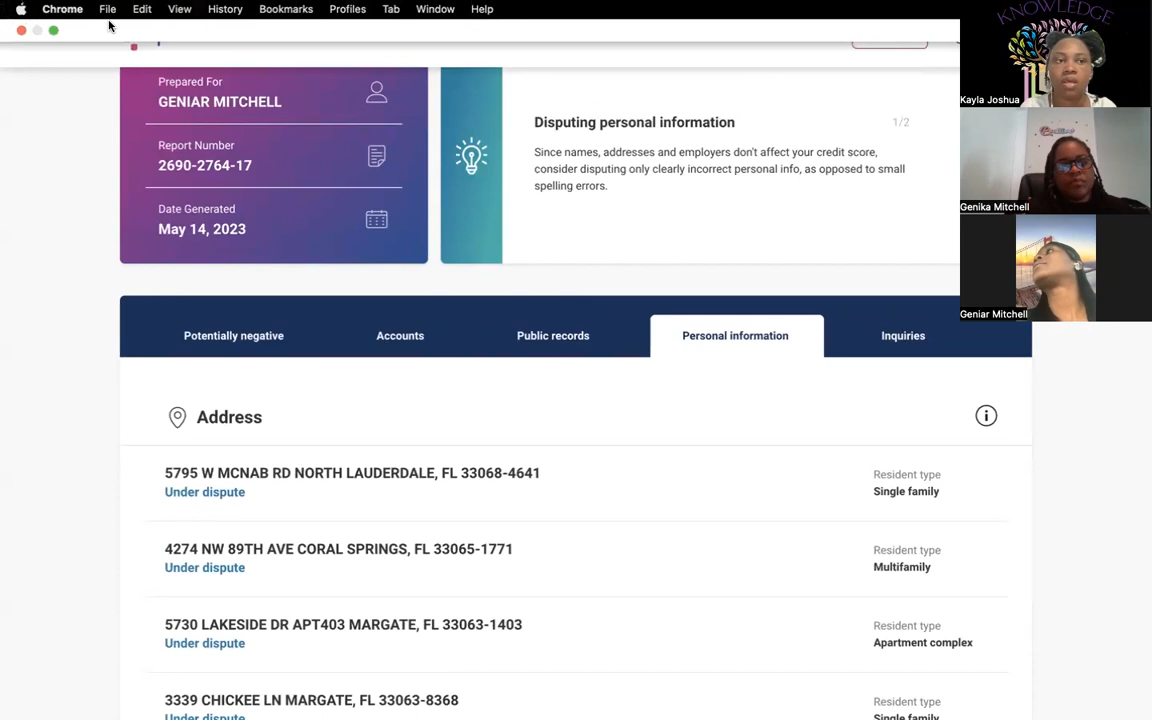 Chrome File Edit View History Bookmarks Profiles Tab Window Help
KNOWLEDGE
Kayla Joshua
Genika Mitchell
Geniar Mitchell
Prepared For
GENIAR MITCHELL
Report Number
2690-2764-17
Date Generated
May 14, 2023
Disputing personal information 1/2
Since names, addresses and employers don't affect your credit score,
consider disputing only clearly incorrect personal info, as opposed to small
spelling errors.
Potentially negative Accounts Public records Personal information Inquiries
Address
5795 W MCNAB RD NORTH LAUDERDALE, FL 33068-4641
Under dispute
Resident type
Single family
4274 NW 89TH AVE CORAL SPRINGS, FL 33065-1771
Under dispute
Resident type
Multifamily
5730 LAKESIDE DR APT403 MARGATE, FL 33063-1403
Under dispute
Resident type
Apartment complex
3339 CHICKEE LN MARGATE, FL 33063-8368
Under dispute
Resident type
Single family